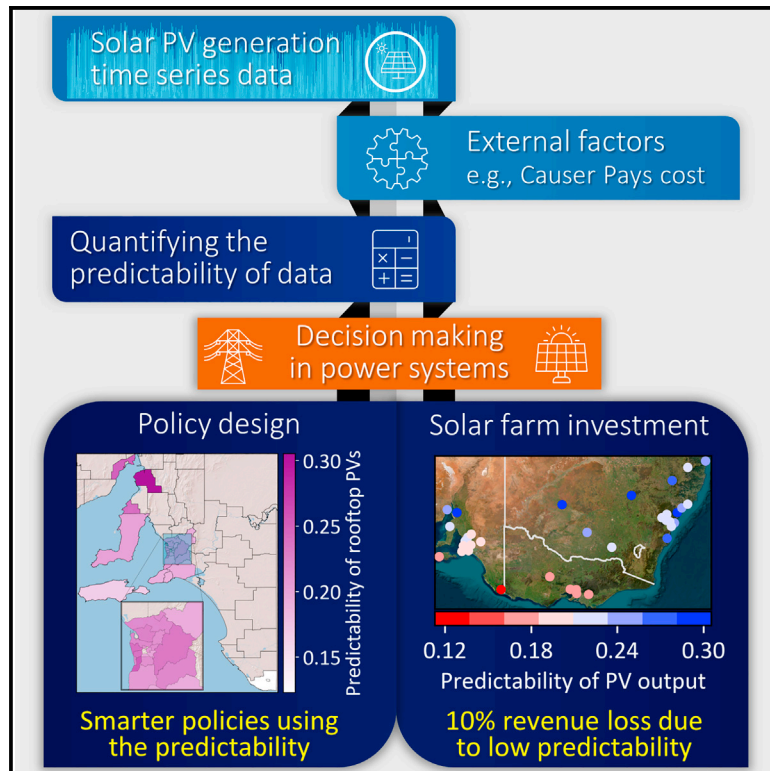 Solar PV generation
time series data
External factors
e.g., Causer Pays cost
Quantifying the
predictability of data
Decision making
in power systems
Policy design
0.30
0.25
0.20
0.15
Predictability of rooftop PVs
Smarter policies using
the predictability
Solar farm investment
0.12 0.18 0.24 0.30
Predictability of PV output
10% revenue loss due
to low predictability